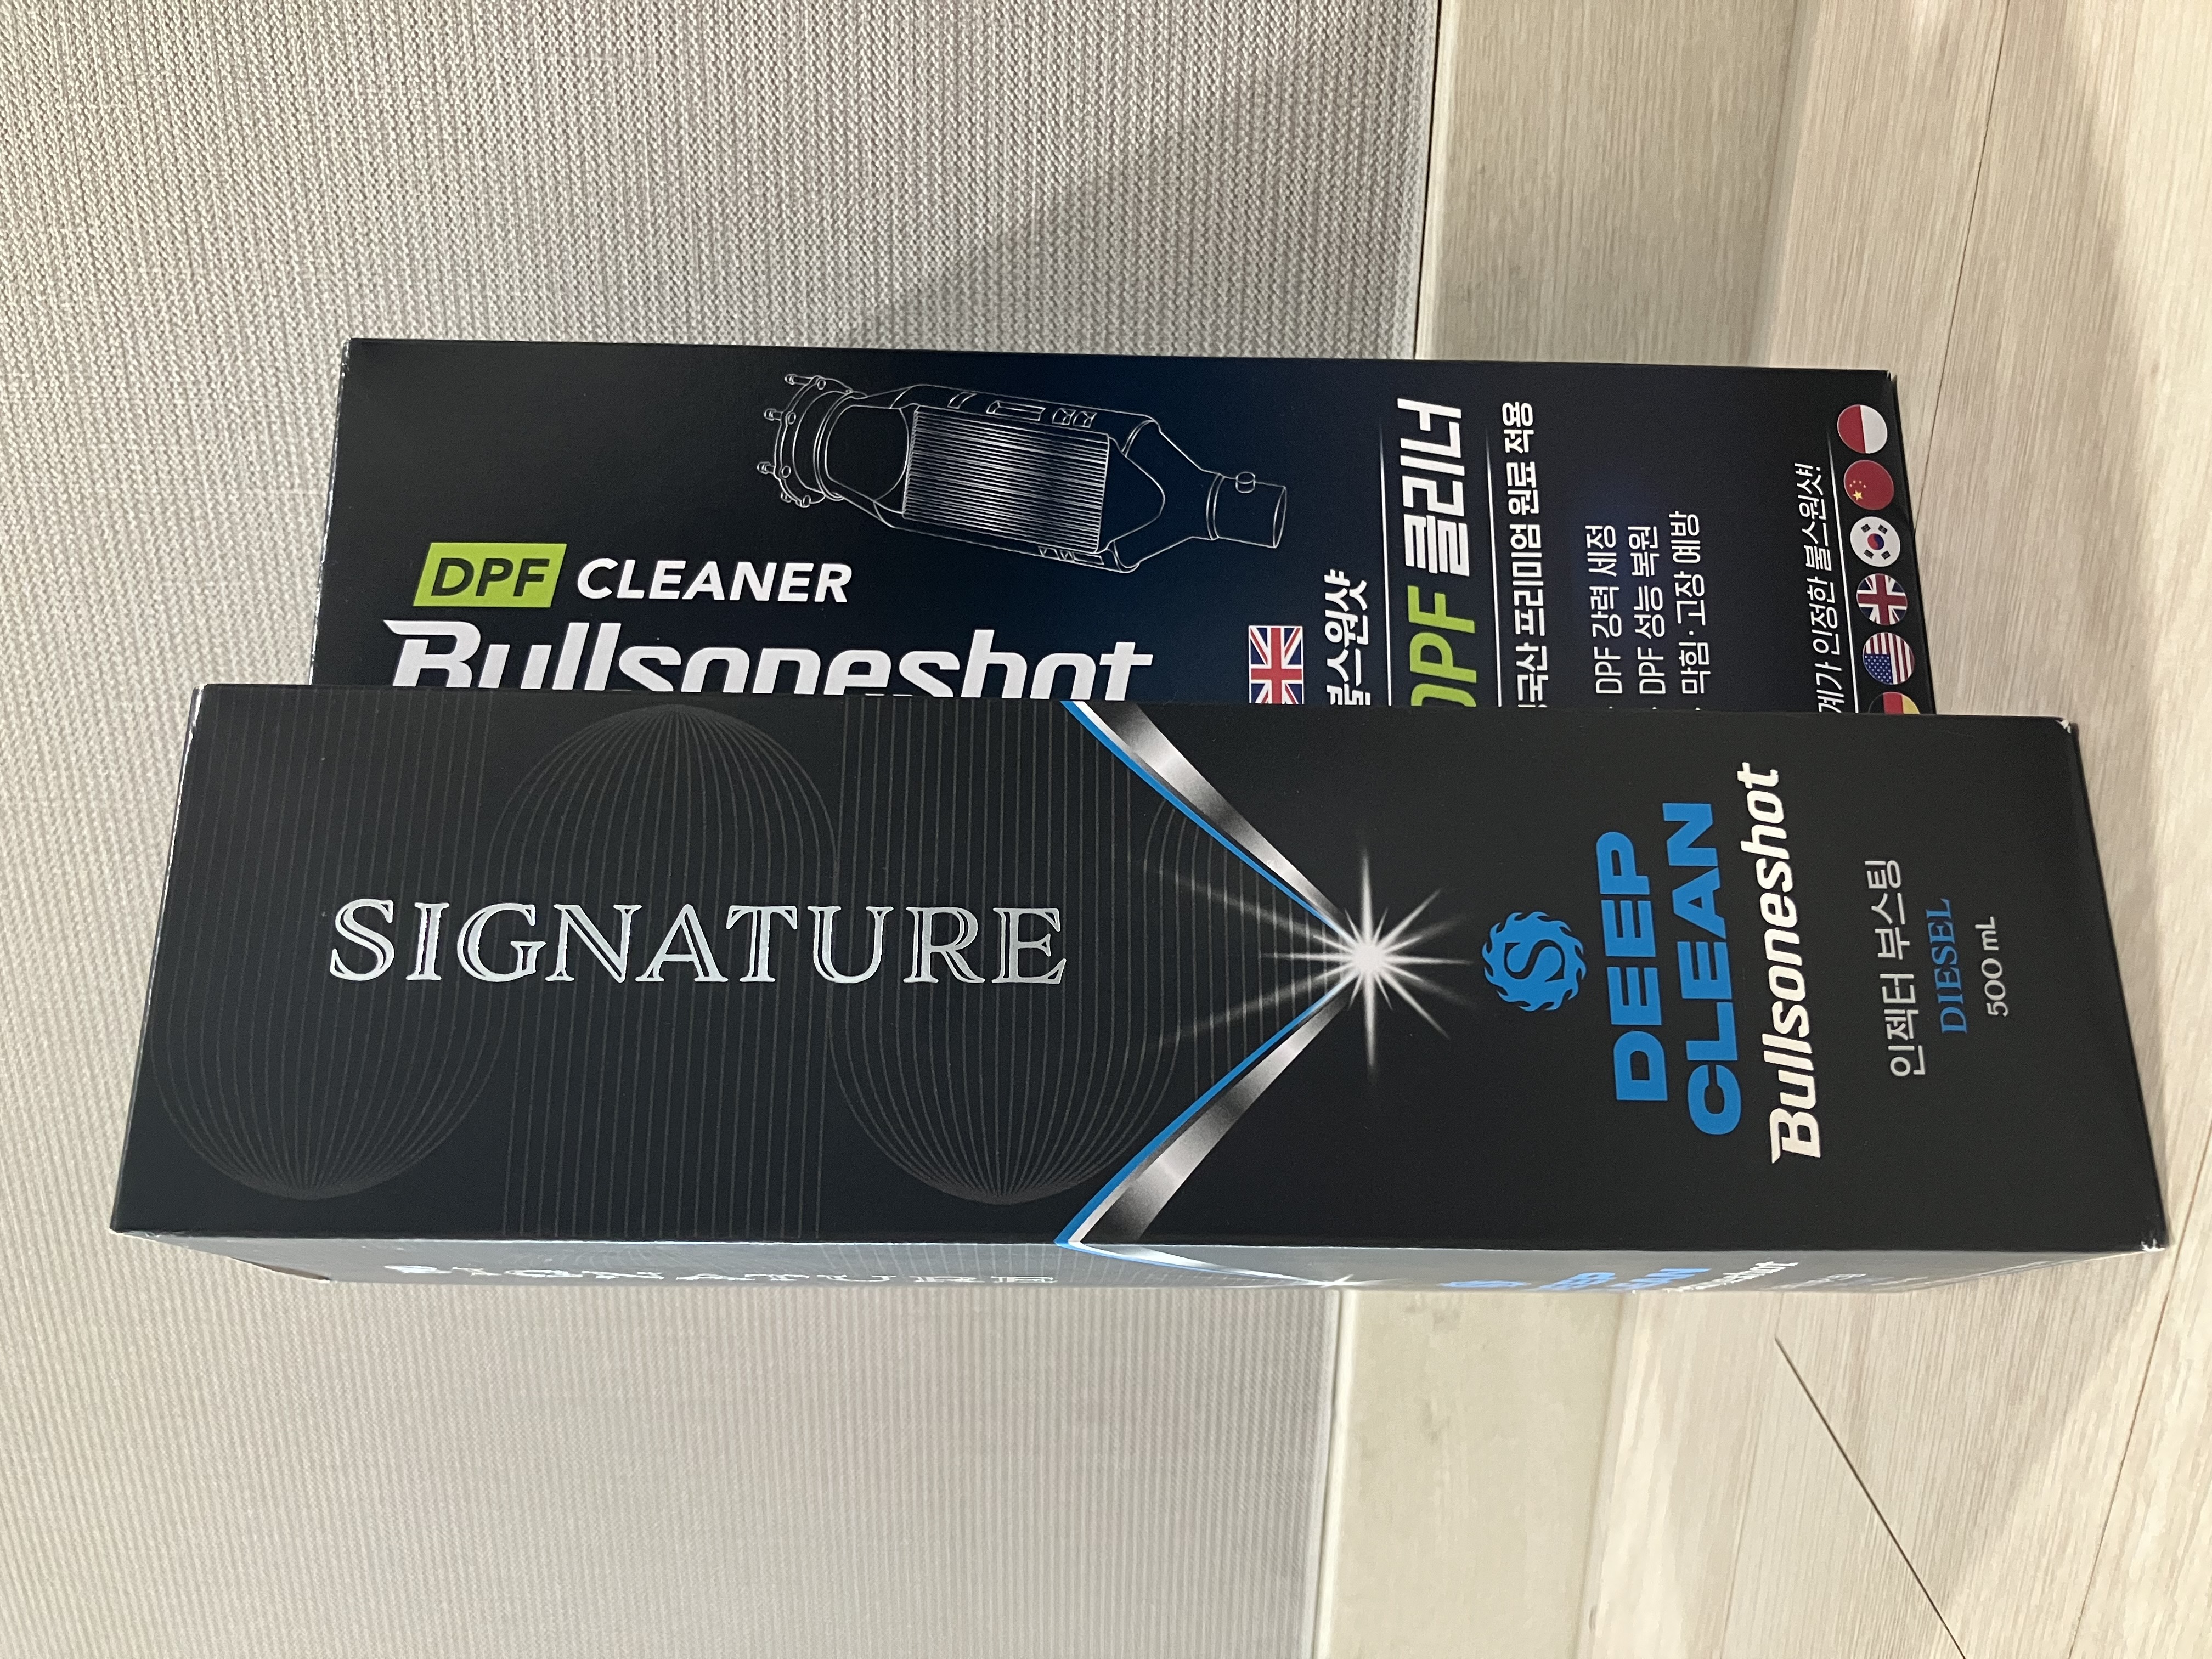 DPF CLEANER
Bullsoneshot
불스원샷
DPF 클리너
영국산 프리미엄 원료 적용
DPF 강력 세정
DPF 성능 복원
막힘·고장 예방
세계가 인정한 불스원샷!
SIGNATURE
S
DEEP
CLEAN
Bullsoneshot
인젝터 부스팅
DIESEL
500 mL
SIGNATURE